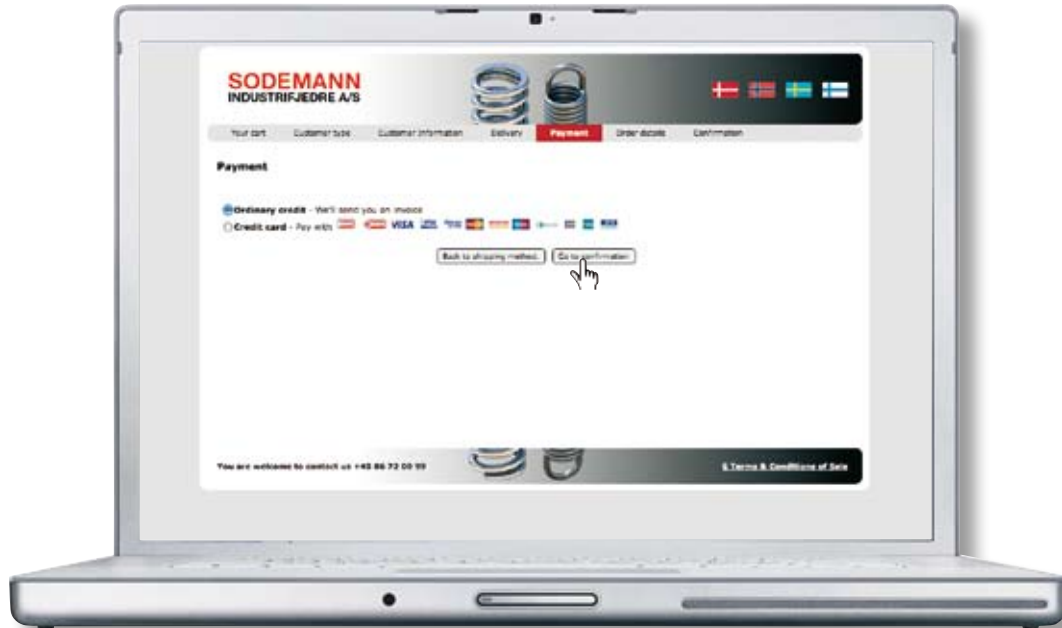 SODEMANN
INDUSTRIFJEDRE A/S
Your cart Customer type Customer information Delivery Payment Order details Confirmation
Payment
Ordinary credit - We'll send you an invoice
Credit card - Pay with VISA
Back to shipping method. Go to confirmation
You are welcome to contact us +45 86 72 00 99
§ Terms & Conditions of Sale